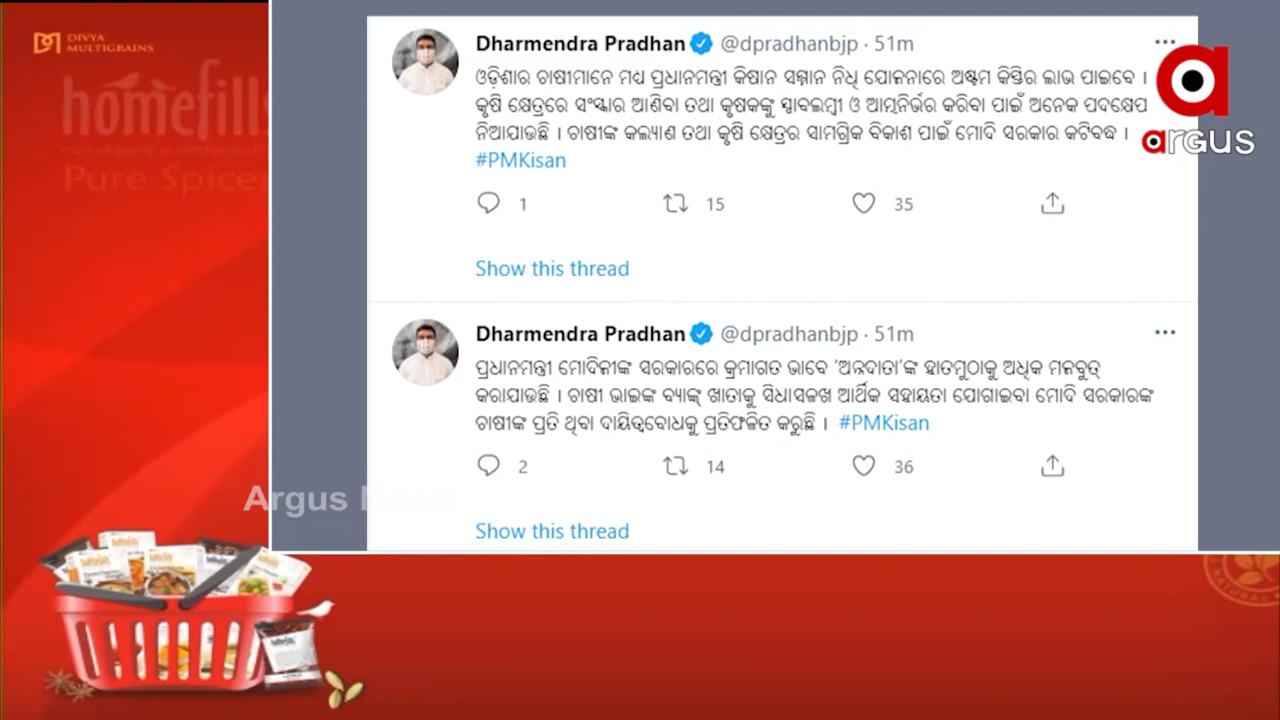 DIVYA
MULTIGRAINS
homefills
Pure Spices
Dharmendra Pradhan @dpradhanbjp · 51m
ଓଡ଼ିଶାର ଚାଷୀମାନେ ମଧ୍ୟ ପ୍ରଧାନମନ୍ତ୍ରୀ କିଷାନ ସମ୍ମାନ ନିଧି ଯୋଜନାରେ ଅଷ୍ଟମ କିସ୍ତିର ଲାଭ ପାଇବେ ।
କୃଷି କ୍ଷେତ୍ରରେ ସଂସ୍କାର ଆଣିବା ତଥା କୃଷକଙ୍କୁ ସ୍ୱାବଲମ୍ବୀ ଓ ଆତ୍ମନିର୍ଭର କରିବା ପାଇଁ ଅନେକ ପଦକ୍ଷେପ
ନିଆଯାଉଛି । ଚାଷୀଙ୍କ କଲ୍ୟାଣ ତଥା କୃଷି କ୍ଷେତ୍ରର ସାମଗ୍ରିକ ବିକାଶ ପାଇଁ ମୋଦି ସରକାର କଟିବଦ୍ଧ ।
#PMKisan
1 15 35
Show this thread
Dharmendra Pradhan @dpradhanbjp · 51m
ପ୍ରଧାନମନ୍ତ୍ରୀ ମୋଦିଜୀଙ୍କ ସରକାରରେ କ୍ରମାଗତ ଭାବେ 'ଅନ୍ନଦାତା'ଙ୍କ ହାତମୁଠାକୁ ଅଧିକ ମଜବୁତ୍
କରାଯାଉଛି । ଚାଷୀ ଭାଇଙ୍କ ବ୍ୟାଙ୍କ୍ ଖାତାକୁ ସିଧାସଳଖ ଆର୍ଥିକ ସହାୟତା ଯୋଗାଇବା ମୋଦି ସରକାରଙ୍କ
ଚାଷୀଙ୍କ ପ୍ରତି ଥିବା ଦାୟିତ୍ୱବୋଧକୁ ପ୍ରତିଫଳିତ କରୁଛି । #PMKisan
2 14 36
Show this thread
argus
Argus
homefills